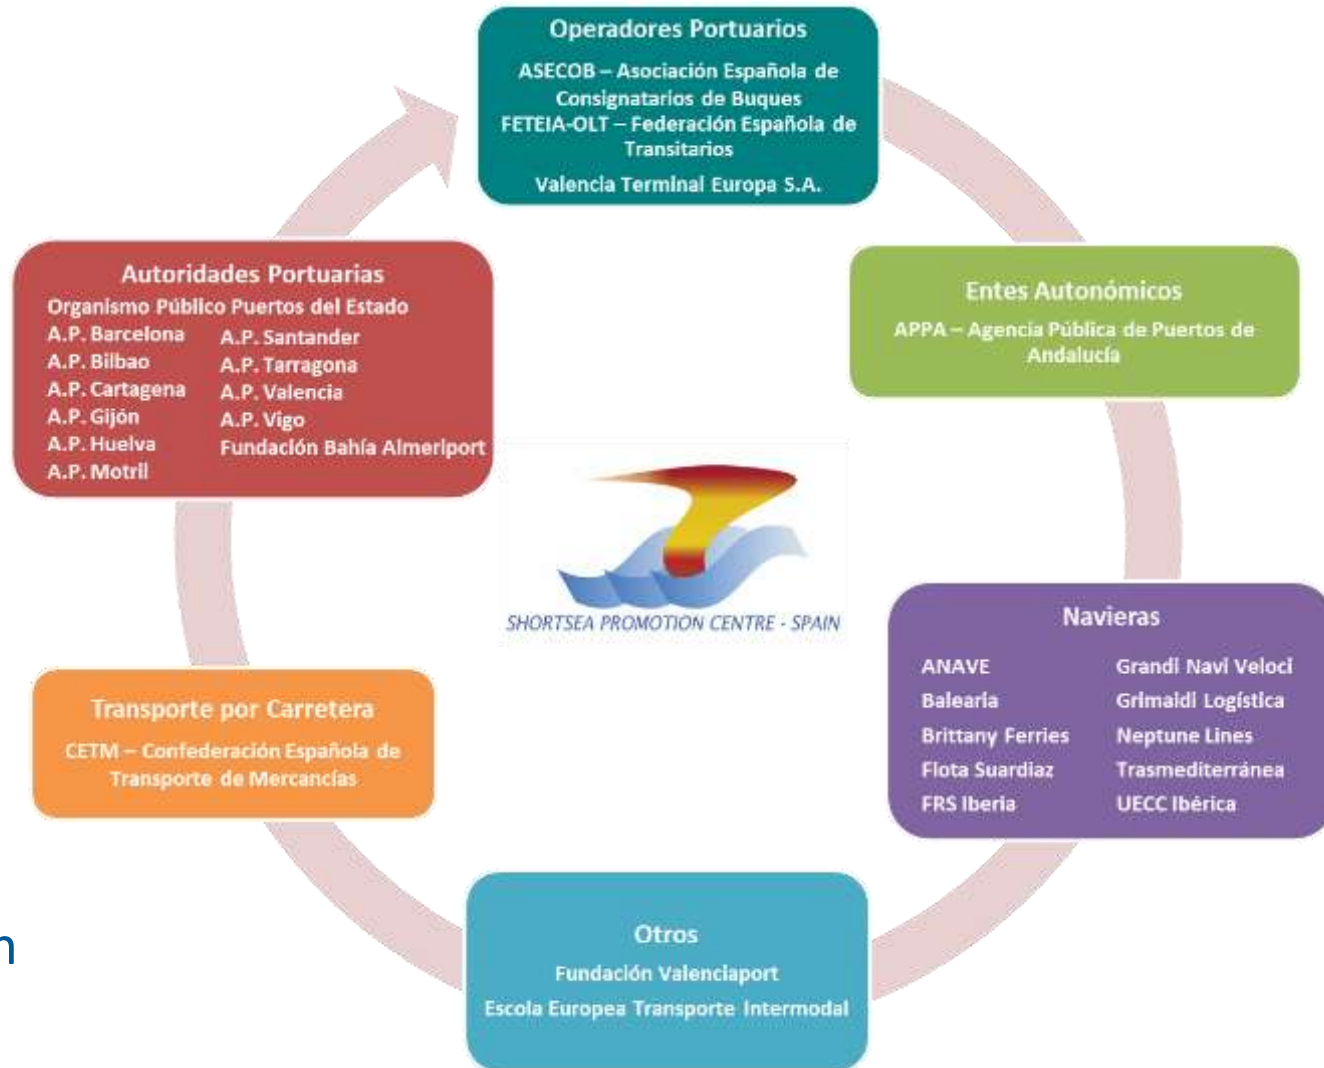 Operadores Portuarios
ASECOB – Asociación Española de
Consignatarios de Buques
FETEIA-OLT – Federación Española de
Transitarios
Valencia Terminal Europa S.A.
Entes Autonómicos
APPA – Agencia Pública de Puertos de
Andalucía
Navieras
ANAVE
Balearia
Brittany Ferries
Flota Suardiaz
FRS Iberia
Grandi Navi Veloci
Grimaldi Logística
Neptune Lines
Trasmediterránea
UECC Ibérica
Otros
Fundación Valenciaport
Escola Europea Transporte Intermodal
Transporte por Carretera
CETM – Confederación Española de
Transporte de Mercancías
Autoridades Portuarias
Organismo Público Puertos del Estado
A.P. Barcelona
A.P. Bilbao
A.P. Cartagena
A.P. Gijón
A.P. Huelva
A.P. Motril
A.P. Santander
A.P. Tarragona
A.P. Valencia
A.P. Vigo
Fundación Bahía Almeriport
SHORTSEA PROMOTION CENTRE - SPAIN
n